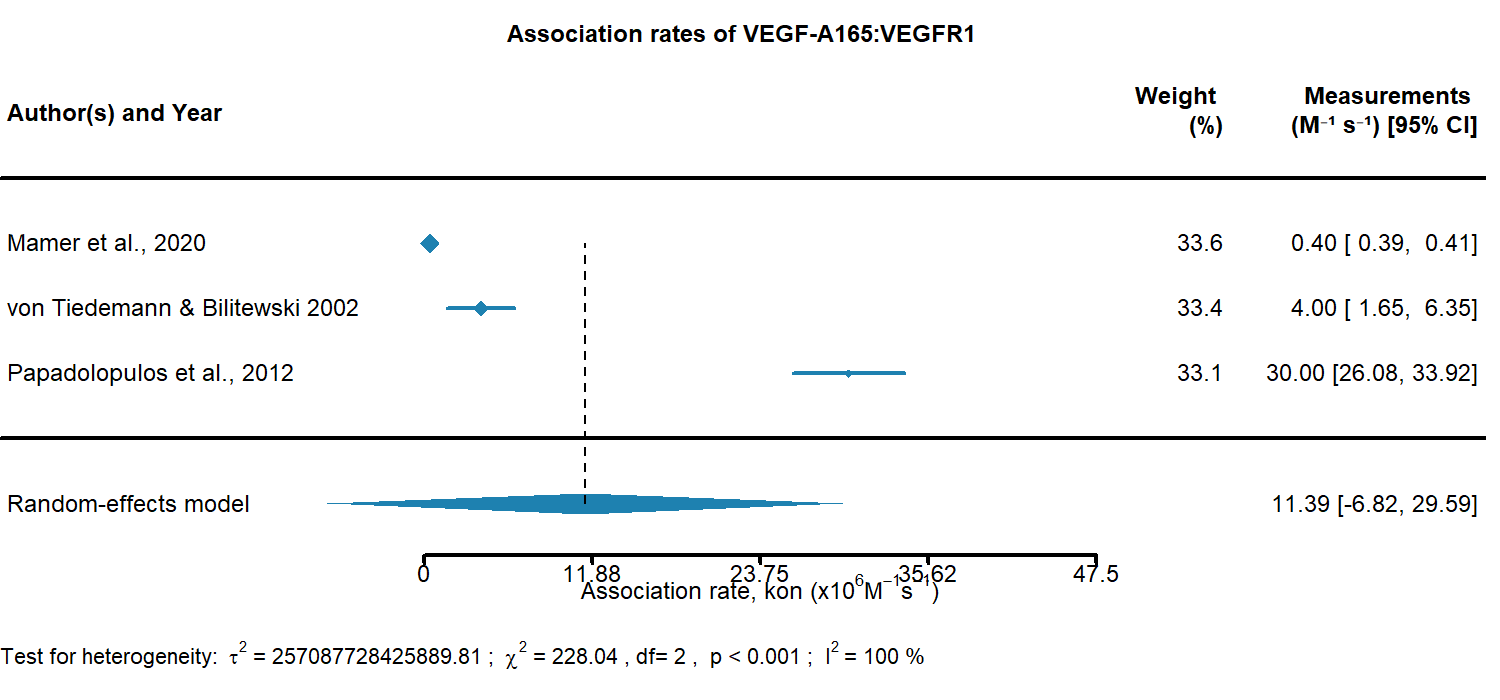 Association rates of VEGF-A165:VEGFR1
Author(s) and Year
Weight (%)
Measurements (M⁻¹ s⁻¹) [95% CI]
Mamer et al., 2020 33.6 0.40 [ 0.39, 0.41]
von Tiedemann & Bilitewski 2002 33.4 4.00 [ 1.65, 6.35]
Papadolopulos et al., 2012 33.1 30.00 [26.08, 33.92]
Random-effects model 11.39 [-6.82, 29.59]
0 11.88 23.75 35.62 47.5
Association rate, kon (x10⁶M⁻¹s⁻¹)
Test for heterogeneity: τ² = 257087728425889.81 ; χ² = 228.04 , df= 2 , p < 0.001 ; I² = 100 %